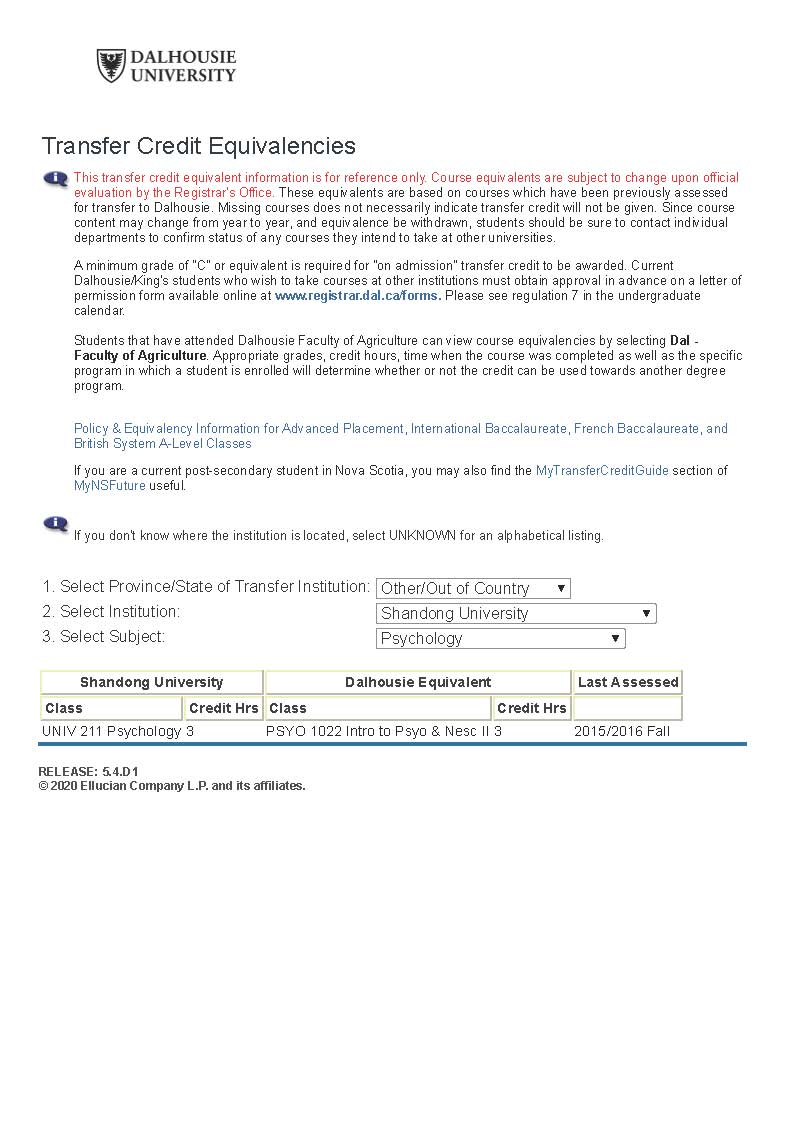 DALHOUSIE
UNIVERSITY
Transfer Credit Equivalencies
This transfer credit equivalent information is for reference only. Course equivalents are subject to change upon official
evaluation by the Registrar's Office. These equivalents are based on courses which have been previously assessed
for transfer to Dalhousie. Missing courses does not necessarily indicate transfer credit will not be given. Since course
content may change from year to year, and equivalence be withdrawn, students should be sure to contact individual
departments to confirm status of any courses they intend to take at other universities.
A minimum grade of "C" or equivalent is required for "on admission" transfer credit to be awarded. Current
Dalhousie/King's students who wish to take courses at other institutions must obtain approval in advance on a letter of
permission form available online at www.registrar.dal.ca/forms. Please see regulation 7 in the undergraduate
calendar.
Students that have attended Dalhousie Faculty of Agriculture can view course equivalencies by selecting Dal -
Faculty of Agriculture. Appropriate grades, credit hours, time when the course was completed as well as the specific
program in which a student is enrolled will determine whether or not the credit can be used towards another degree
program.
Policy & Equivalency Information for Advanced Placement, International Baccalaureate, French Baccalaureate, and
British System A-Level Classes
If you are a current post-secondary student in Nova Scotia, you may also find the MyTransferCreditGuide section of
MyNSFuture useful.
If you don't know where the institution is located, select UNKNOWN for an alphabetical listing.
1. Select Province/State of Transfer Institution: Other/Out of Country
2. Select Institution: Shandong University
3. Select Subject: Psychology
Shandong University Dalhousie Equivalent Last Assessed
Class Credit Hrs Class Credit Hrs
UNIV 211 Psychology 3 PSYO 1022 Intro to Psyo & Nesc II 3 2015/2016 Fall
RELEASE: 5.4.D1
© 2020 Ellucian Company L.P. and its affiliates.